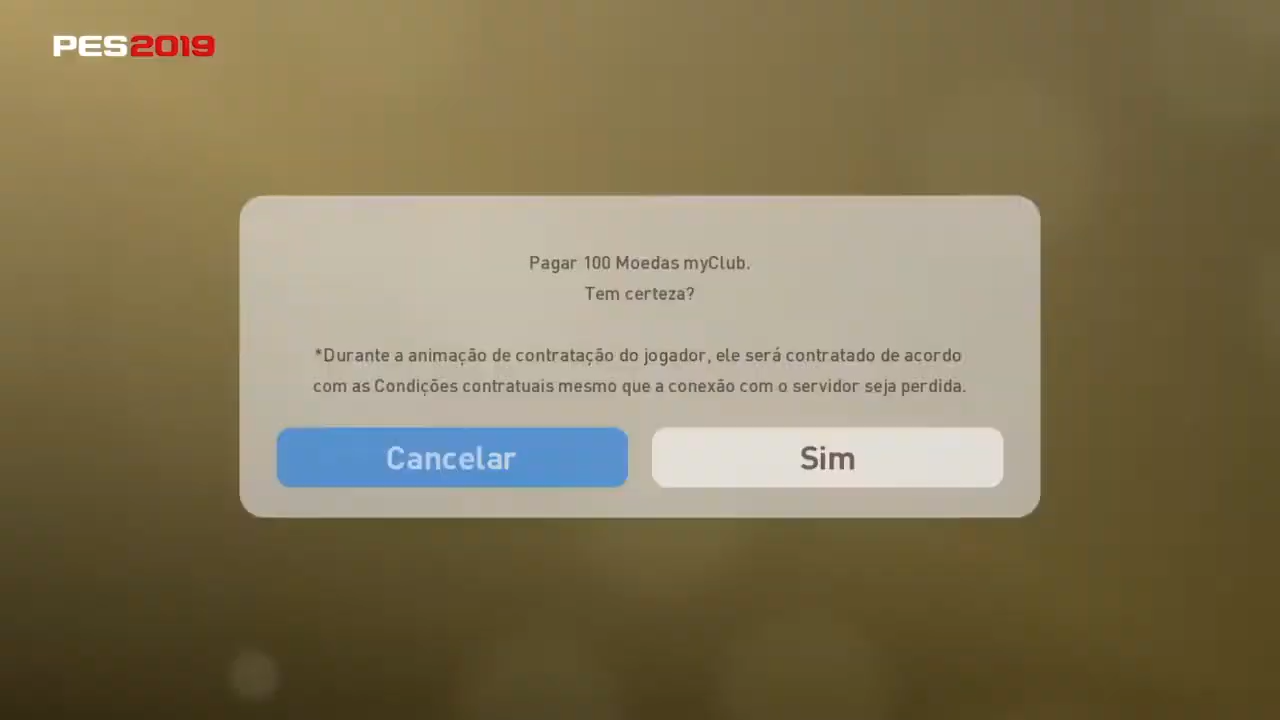 PES2019
Pagar 100 Moedas myClub.
Tem certeza?
*Durante a animação de contratação do jogador, ele será contratado de acordo
com as Condições contratuais mesmo que a conexão com o servidor seja perdida.
Cancelar
Sim